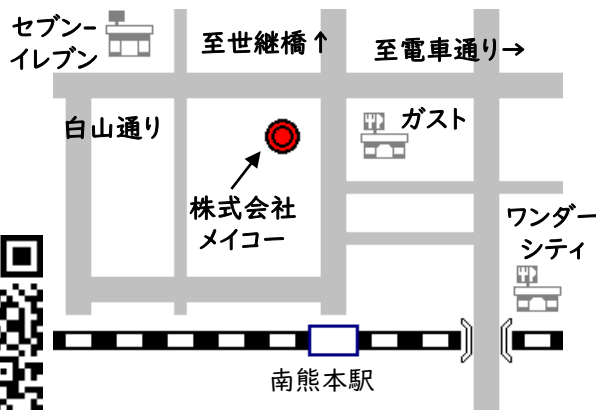 セブン-
イレブン
至世継橋↑
至電車通り→
白山通り
ガスト
株式会社
メイコー
ワンダー
シティ
南熊本駅